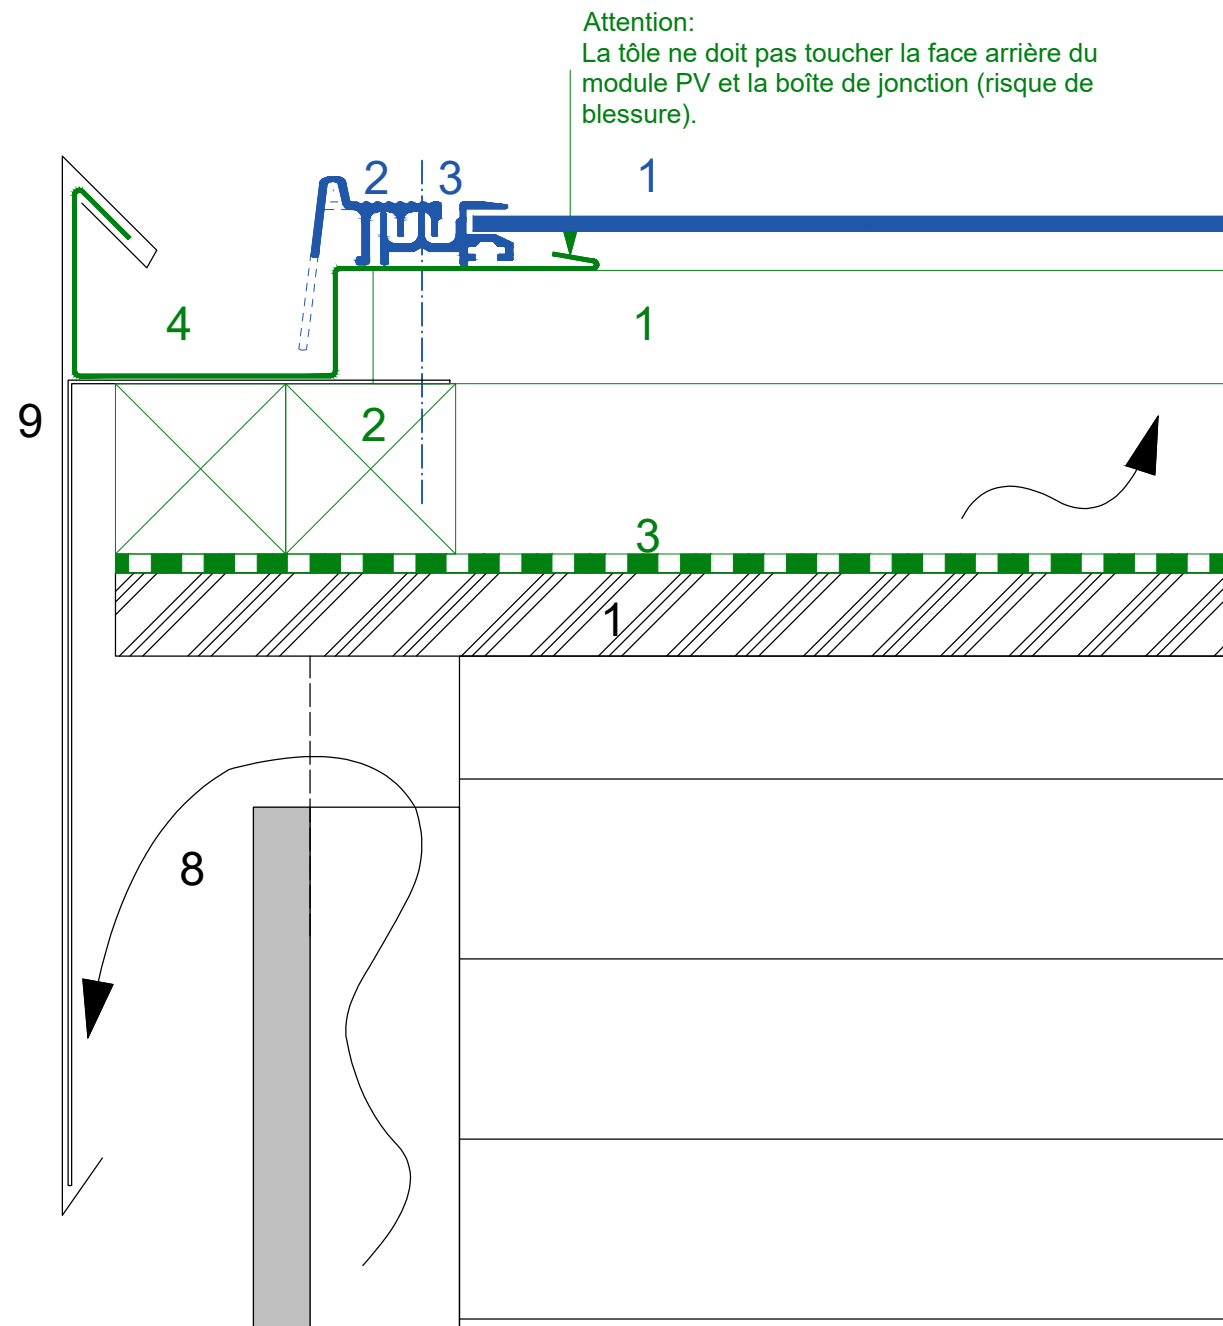 Attention:
La tôle ne doit pas toucher la face arrière du
module PV et la boîte de jonction (risque de
blessure).
2 3 1
4 1
9 2
3
1
8